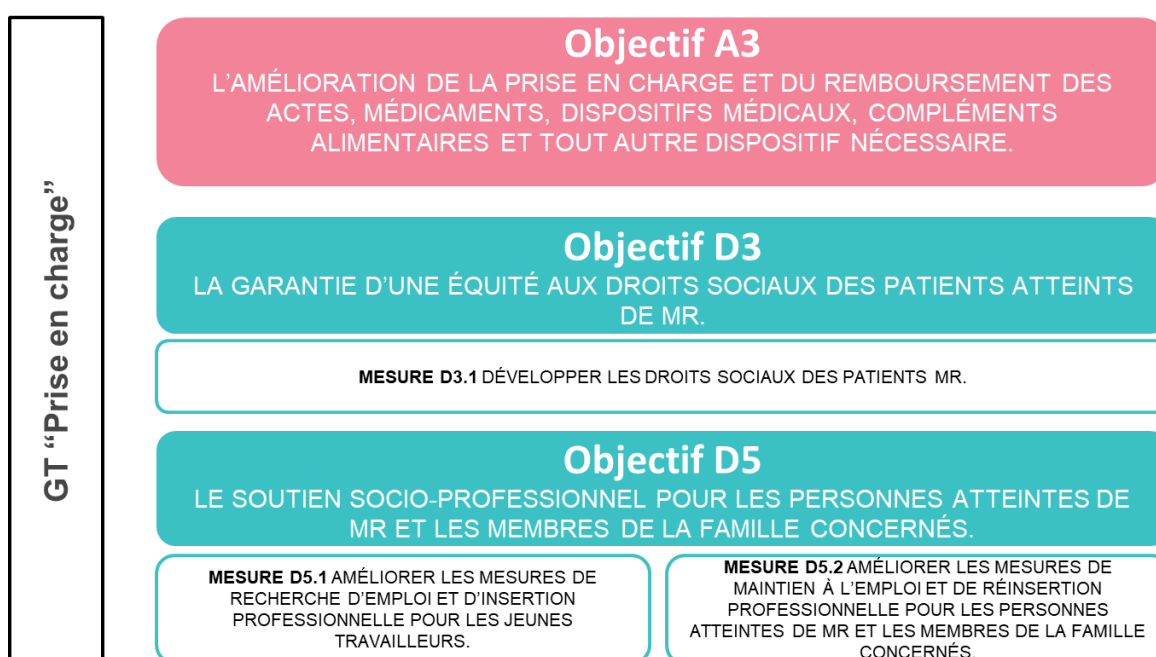 GT “Prise en charge”
Objectif A3
L’AMÉLIORATION DE LA PRISE EN CHARGE ET DU REMBOURSEMENT DES
ACTES, MÉDICAMENTS, DISPOSITIFS MÉDICAUX, COMPLÉMENTS
ALIMENTAIRES ET TOUT AUTRE DISPOSITIF NÉCESSAIRE.
Objectif D3
LA GARANTIE D’UNE ÉQUITÉ AUX DROITS SOCIAUX DES PATIENTS ATTEINTS
DE MR.
MESURE D3.1 DÉVELOPPER LES DROITS SOCIAUX DES PATIENTS MR.
Objectif D5
LE SOUTIEN SOCIO-PROFESSIONNEL POUR LES PERSONNES ATTEINTES DE
MR ET LES MEMBRES DE LA FAMILLE CONCERNÉS.
MESURE D5.1 AMÉLIORER LES MESURES DE
RECHERCHE D’EMPLOI ET D’INSERTION
PROFESSIONNELLE POUR LES JEUNES
TRAVAILLEURS.
MESURE D5.2 AMÉLIORER LES MESURES DE
MAINTIEN À L’EMPLOI ET DE RÉINSERTION
PROFESSIONNELLE POUR LES PERSONNES
ATTEINTES DE MR ET LES MEMBRES DE LA FAMILLE
CONCERNÉS.